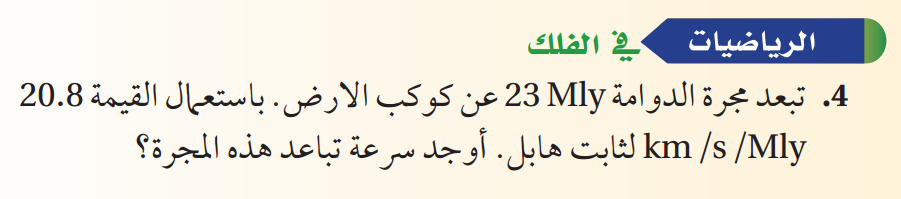 الرياضيات في الفلك
4. تبعد مجرة الدوامة 23 Mly عن كوكب الارض. باستعمال القيمة 20.8
km /s /Mly لثابت هابل. أوجد سرعة تباعد هذه المجرة؟